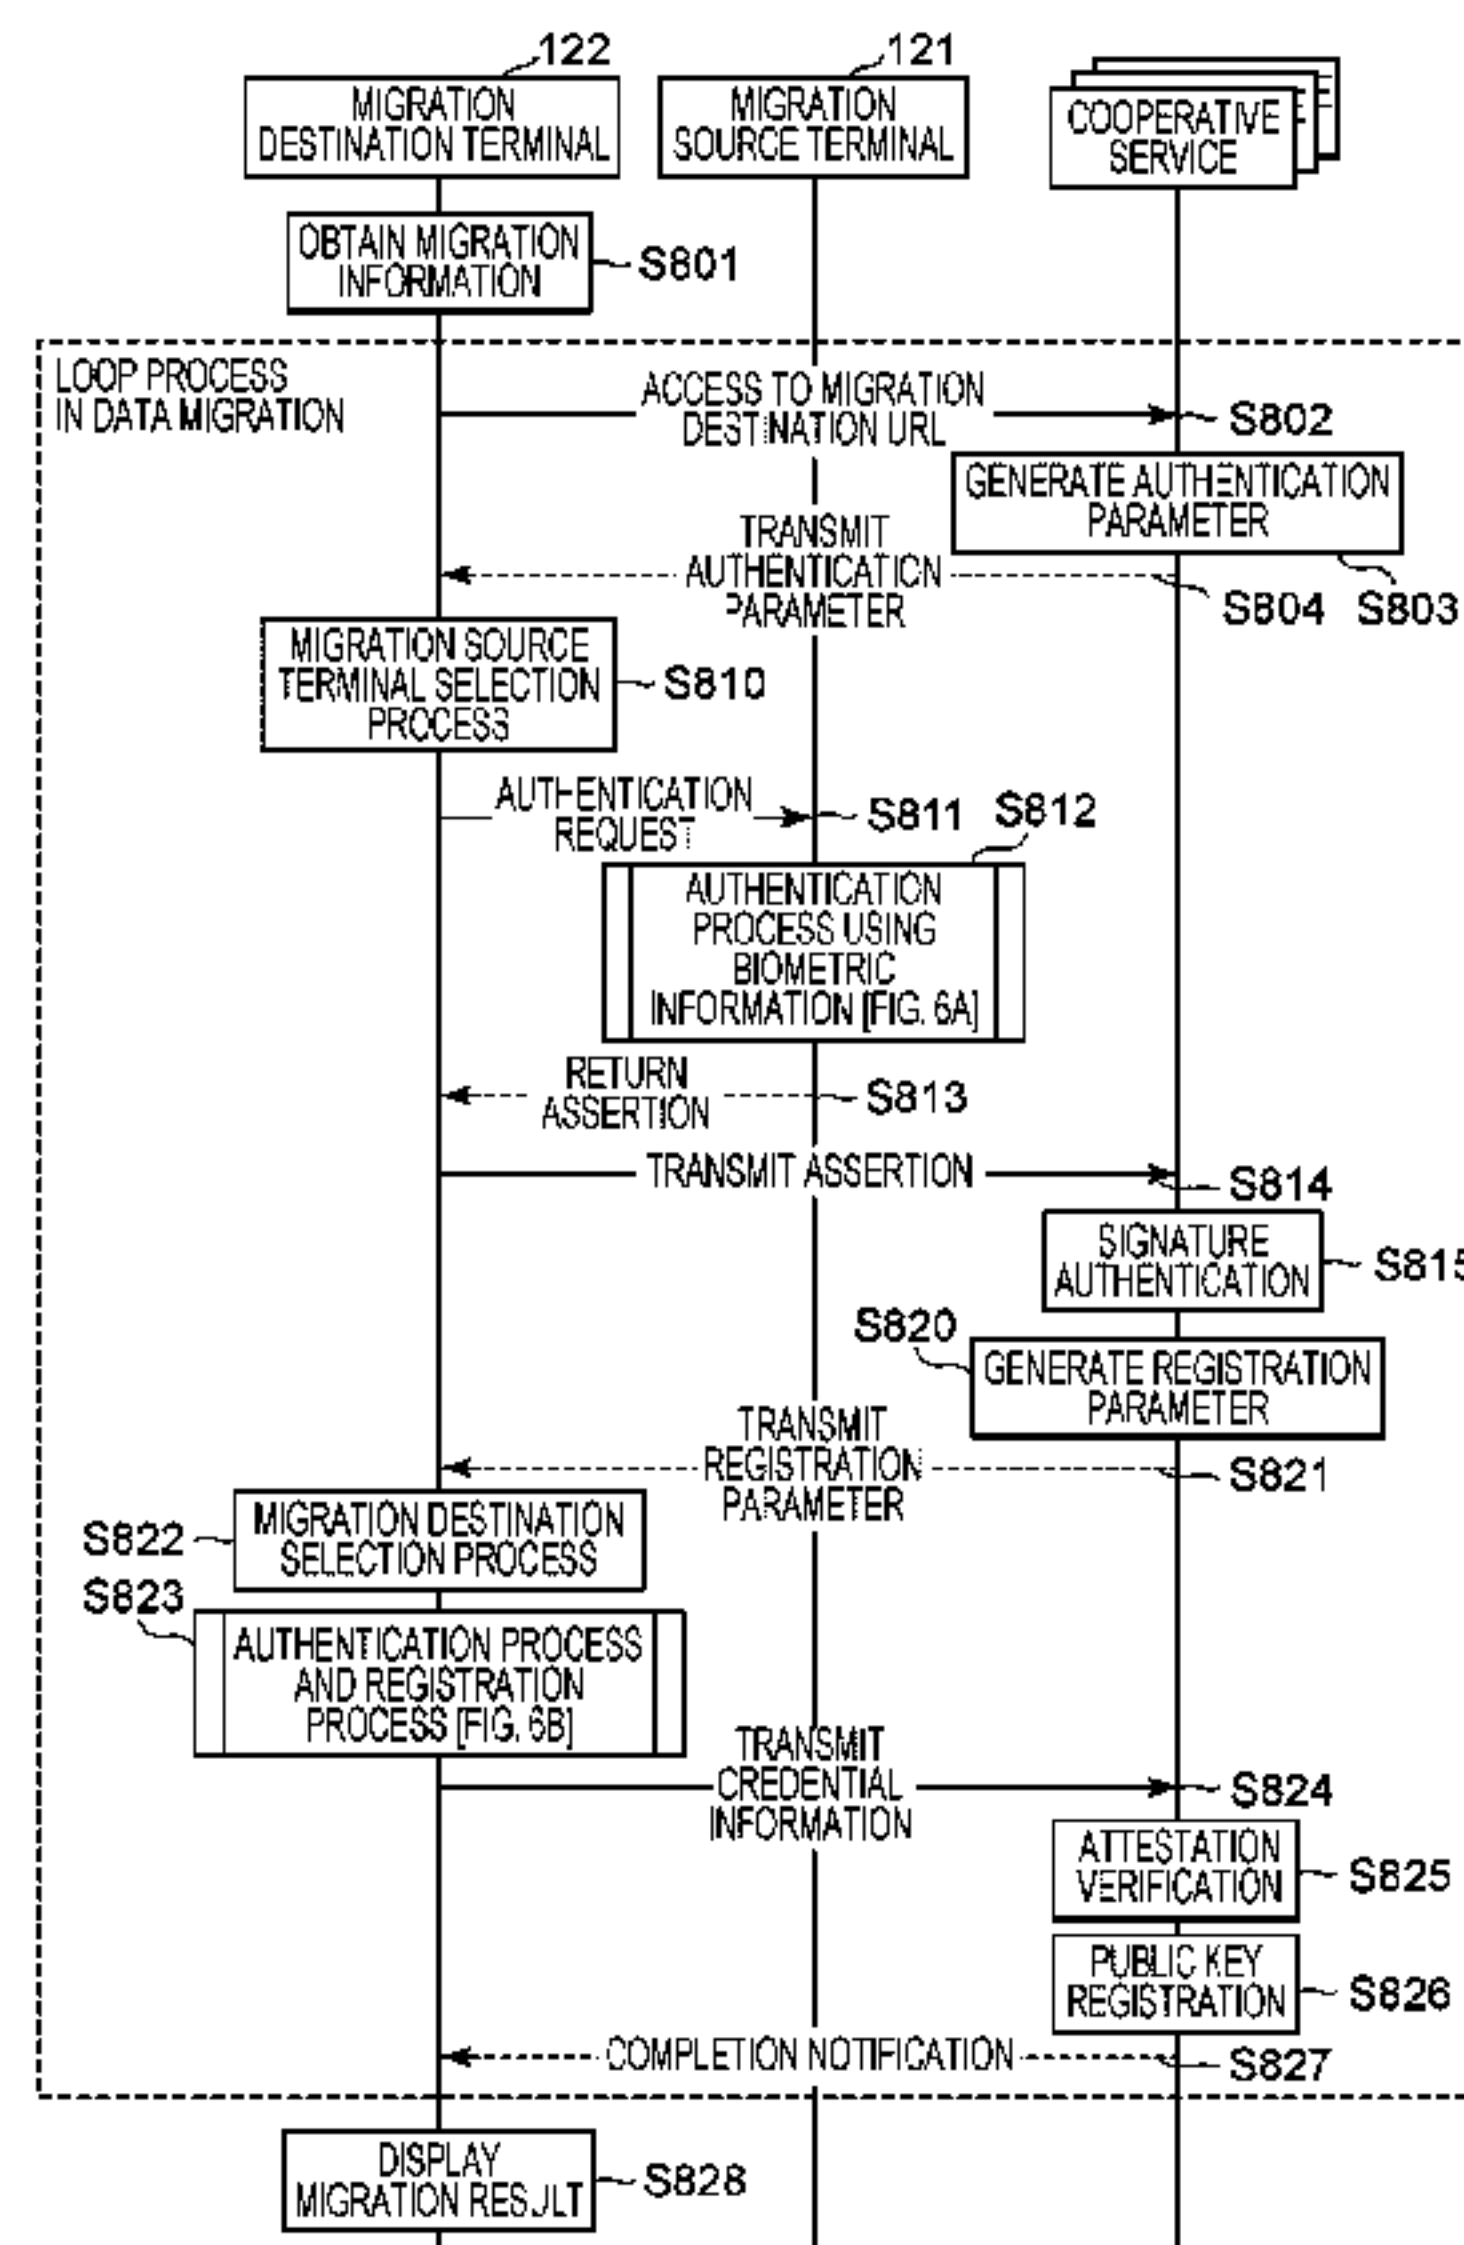 122
121
MIGRATION
DESTINATION TERMINAL
MIGRATION
SOURCE TERMINAL
COOPERATIVE
SERVICE
OBTAIN MIGRATION
INFORMATION
S801
LOOP PROCESS
IN DATA MIGRATION
ACCESS TO MIGRATION
DESTINATION URL
S802
GENERATE AUTHENTICATION
PARAMETER
S803
TRANSMIT
AUTHENTICATION
PARAMETER
S804
MIGRATION SOURCE
TERMINAL SELECTION
PROCESS
S810
AUTHENTICATION
REQUEST
S811
S812
AUTHENTICATION
PROCESS USING
BIOMETRIC
INFORMATION [FIG. 6A]
RETURN
ASSERTION
S813
TRANSMIT ASSERTION
S814
SIGNATURE
AUTHENTICATION
S815
S820
GENERATE REGISTRATION
PARAMETER
TRANSMIT
REGISTRATION
PARAMETER
S821
S822
MIGRATION DESTINATION
SELECTION PROCESS
S823
AUTHENTICATION PROCESS
AND REGISTRATION
PROCESS [FIG. 6B]
TRANSMIT
CREDENTIAL
INFORMATION
S824
ATTESTATION
VERIFICATION
S825
PUBLIC KEY
REGISTRATION
S826
COMPLETION NOTIFICATION
S827
DISPLAY
MIGRATION RESULT
S828